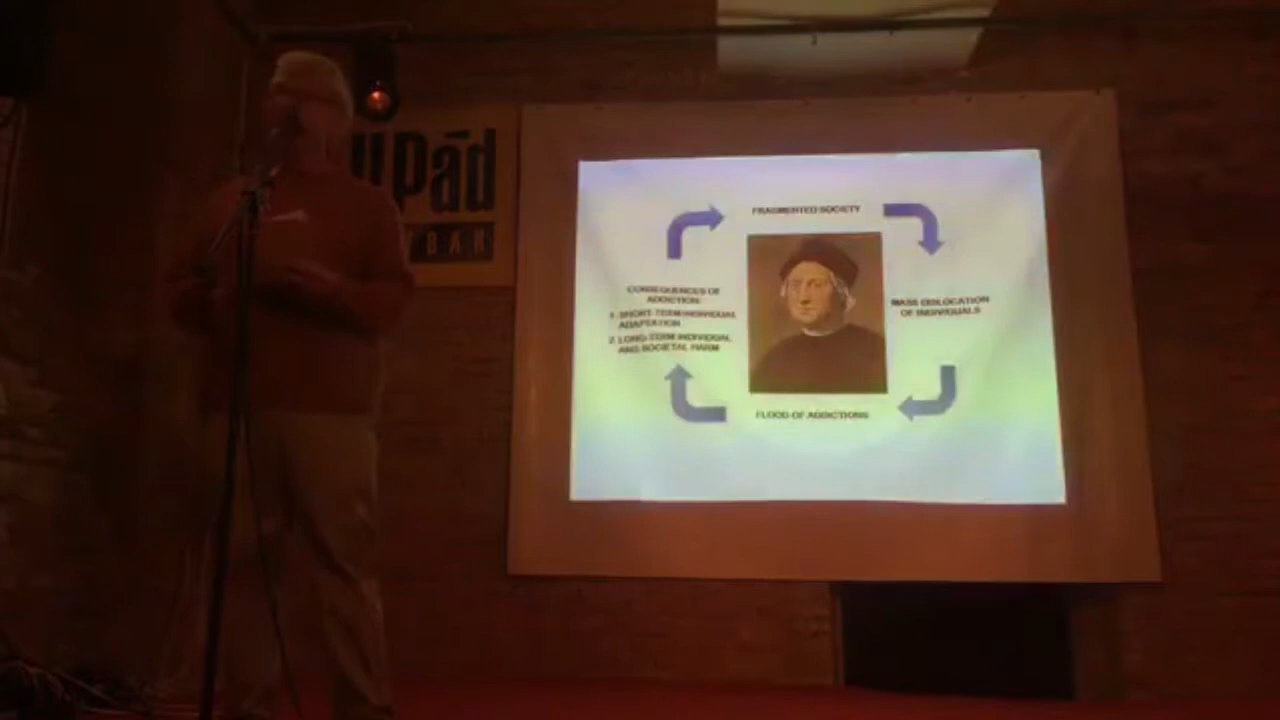 Pád
BAR
FRAGMENTED SOCIETY
MASS DISLOCATION
OF INDIVIDUALS
FLOOD OF ADDICTIONS
CONSEQUENCES OF
ADDICTION:
1. SHORT-TERM INDIVIDUAL
ADAPTATION
2. LONG-TERM INDIVIDUAL
AND SOCIETAL HARM